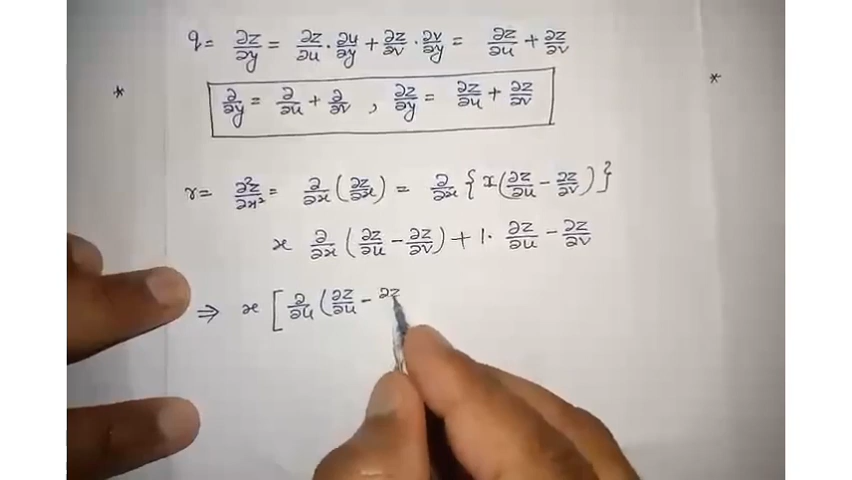 q = ∂z/∂y = ∂z/∂u · ∂u/∂y + ∂z/∂v · ∂v/∂y = ∂z/∂u + ∂z/∂v
* ∂/∂y = ∂/∂u + ∂/∂v , ∂z/∂y = ∂z/∂u + ∂z/∂v *
r = ∂²z/∂x² = ∂/∂x (∂z/∂x) = ∂/∂x { x (∂z/∂u - ∂z/∂v) }
x ∂/∂x (∂z/∂u - ∂z/∂v) + 1 · ∂z/∂u - ∂z/∂v
⇒ x [ ∂/∂u (∂z/∂u - ∂z